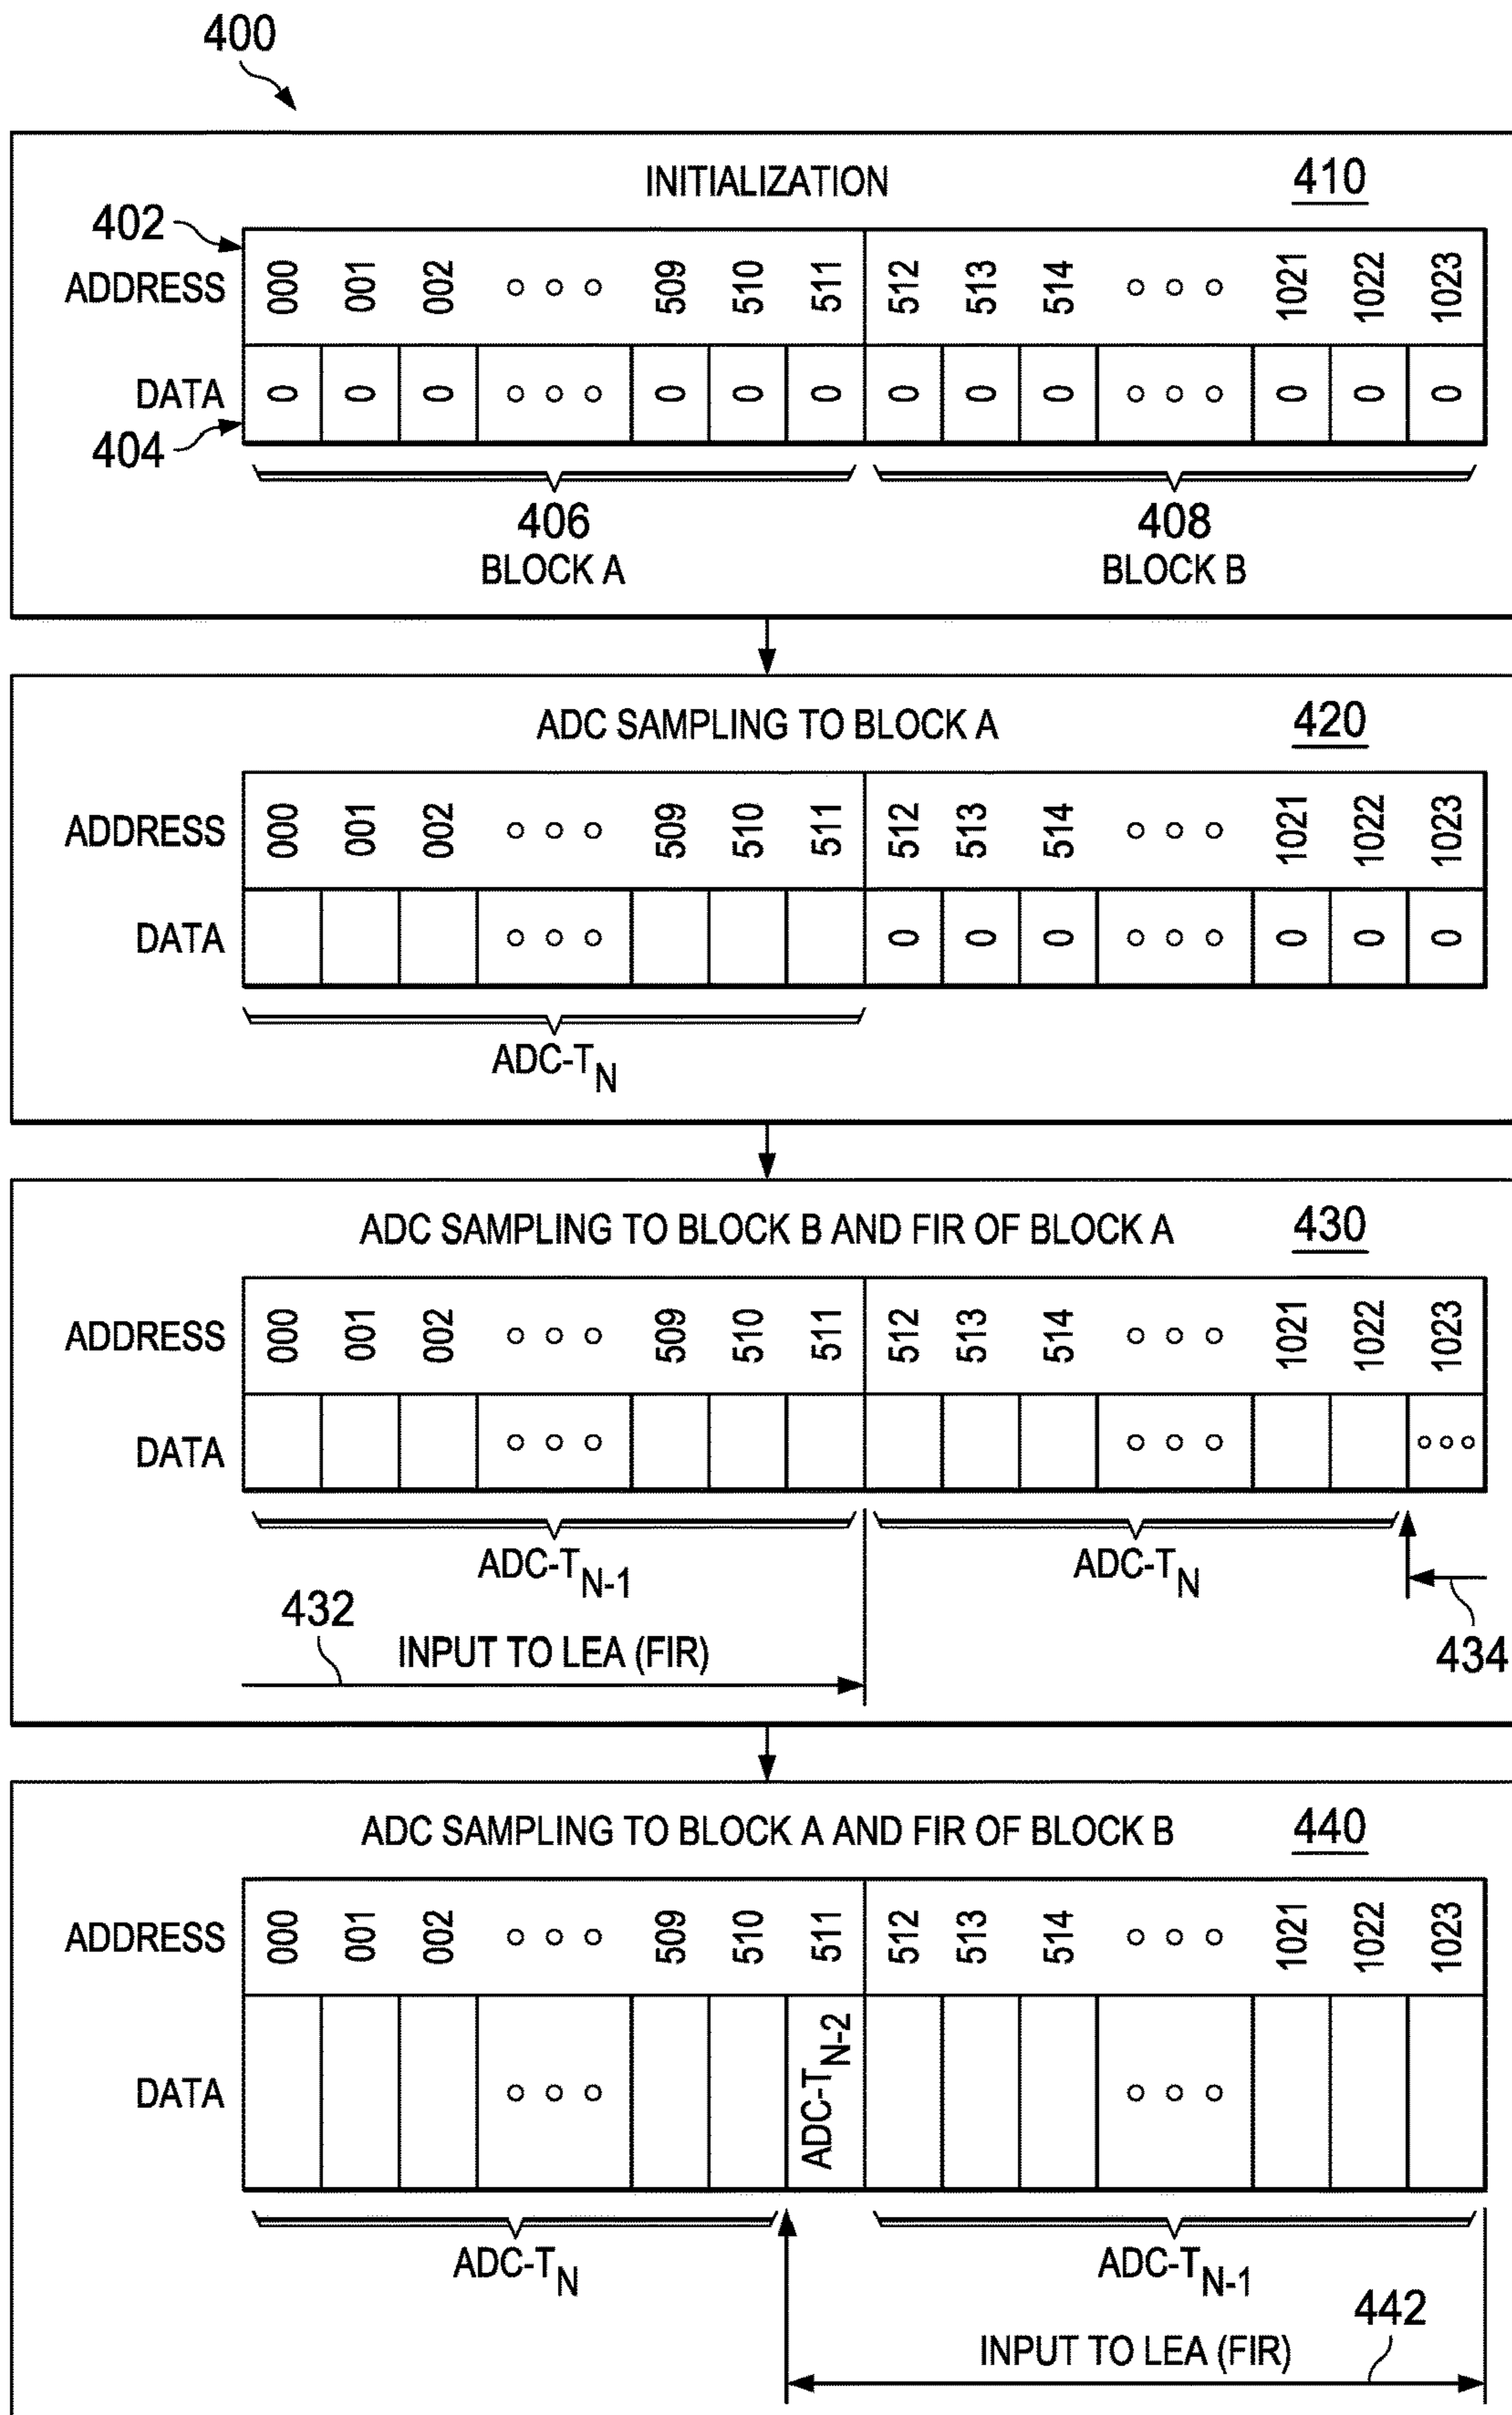 400
INITIALIZATION 410
402
ADDRESS 000 001 002 509 510 511 512 513 514 1021 1022 1023
DATA 0 0 0 0 0 0 0 0 0 0 0 0
404
406 408
BLOCK A BLOCK B
ADC SAMPLING TO BLOCK A 420
ADDRESS 000 001 002 509 510 511 512 513 514 1021 1022 1023
DATA 0 0 0 0 0 0
ADC-TN
ADC SAMPLING TO BLOCK B AND FIR OF BLOCK A 430
ADDRESS 000 001 002 509 510 511 512 513 514 1021 1022 1023
DATA
ADC-TN-1 ADC-TN
432
INPUT TO LEA (FIR) 434
ADC SAMPLING TO BLOCK A AND FIR OF BLOCK B 440
ADDRESS 000 001 002 509 510 511 512 513 514 1021 1022 1023
DATA ADC-TN-2
ADC-TN ADC-TN-1
442
INPUT TO LEA (FIR)